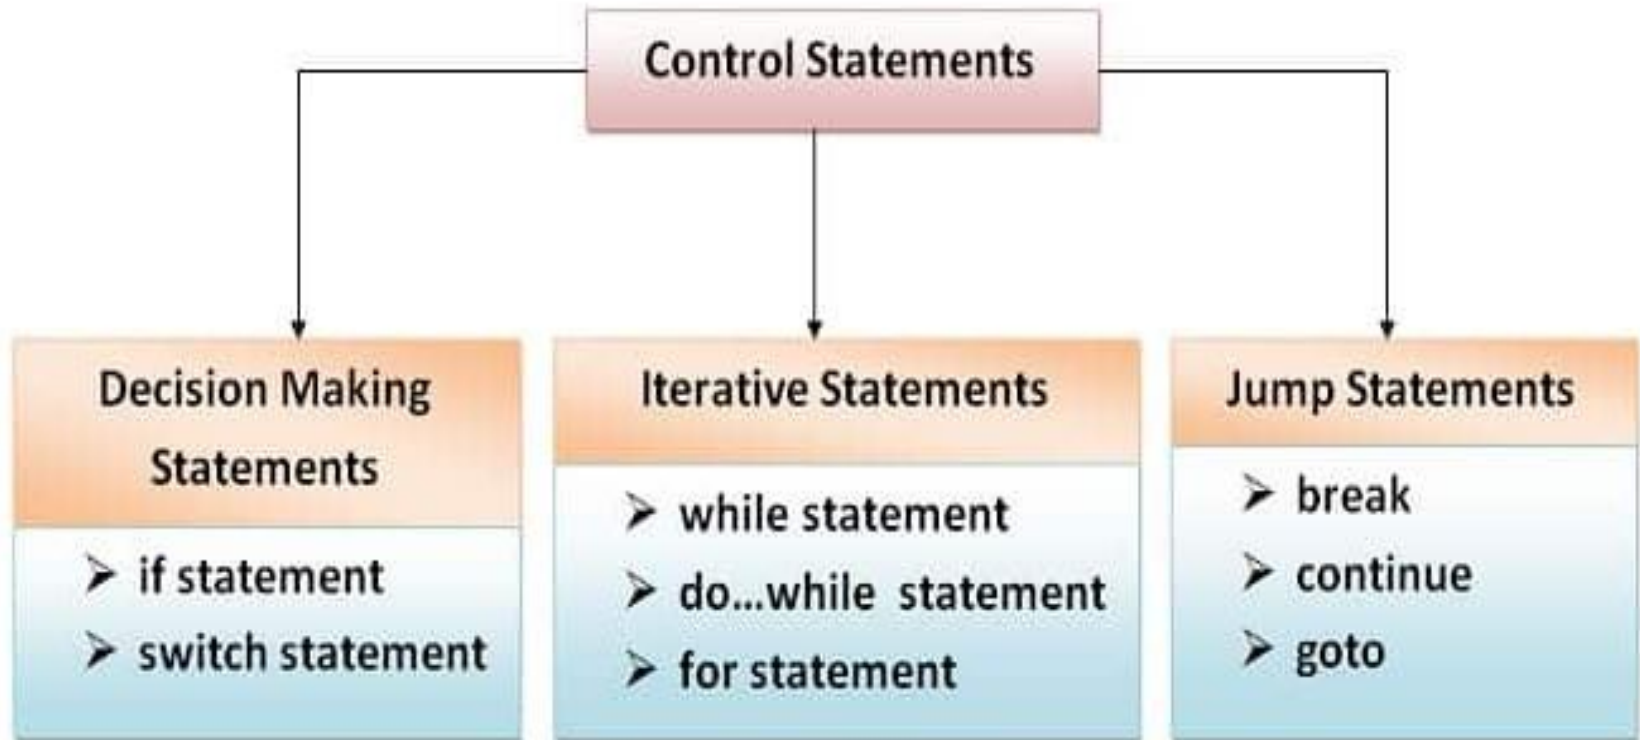 Control Statements
Decision Making
Statements
➢ if statement
➢ switch statement
Iterative Statements
➢ while statement
➢ do...while statement
➢ for statement
Jump Statements
➢ break
➢ continue
➢ goto